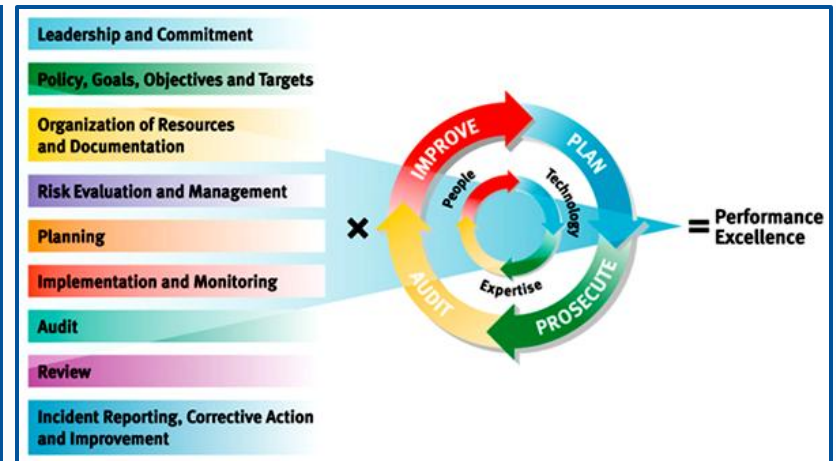 Leadership and Commitment
Policy, Goals, Objectives and Targets
Organization of Resources
and Documentation
Risk Evaluation and Management
Planning
Implementation and Monitoring
Audit
Review
Incident Reporting, Corrective Action
and Improvement
×
IMPROVE
PLAN
PROSECUTE
AUDIT
People
Technology
Expertise
= Performance
Excellence